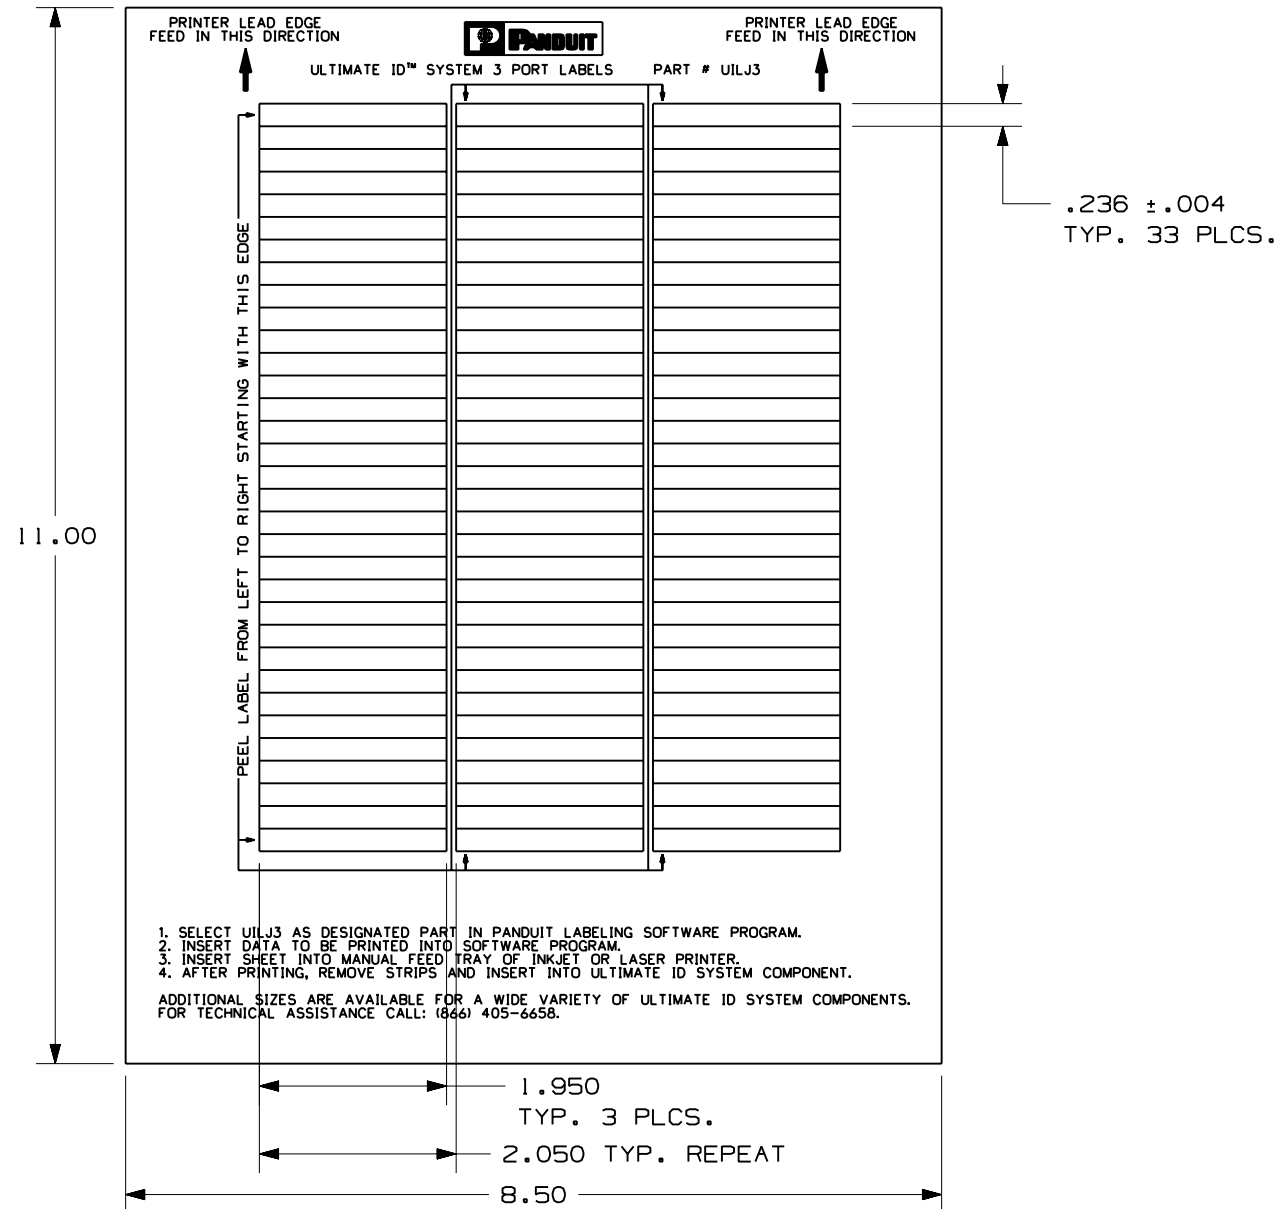 PRINTER LEAD EDGE
FEED IN THIS DIRECTION
PANDUIT
PRINTER LEAD EDGE
FEED IN THIS DIRECTION
ULTIMATE ID™ SYSTEM 3 PORT LABELS PART # UILJ3
.236 ±.004
TYP. 33 PLCS.
PEEL LABEL FROM LEFT TO RIGHT STARTING WITH THIS EDGE
11.00
1. SELECT UILJ3 AS DESIGNATED PART IN PANDUIT LABELING SOFTWARE PROGRAM.
2. INSERT DATA TO BE PRINTED INTO SOFTWARE PROGRAM.
3. INSERT SHEET INTO MANUAL FEED TRAY OF INKJET OR LASER PRINTER.
4. AFTER PRINTING, REMOVE STRIPS AND INSERT INTO ULTIMATE ID SYSTEM COMPONENT.
ADDITIONAL SIZES ARE AVAILABLE FOR A WIDE VARIETY OF ULTIMATE ID SYSTEM COMPONENTS.
FOR TECHNICAL ASSISTANCE CALL: (866) 405-6658.
1.950
TYP. 3 PLCS.
2.050 TYP. REPEAT
8.50